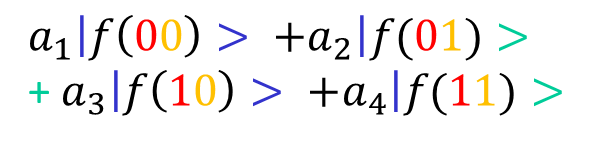 a₁|f(00) > +a₂|f(01) >
+ a₃|f(10) > +a₄|f(11) >